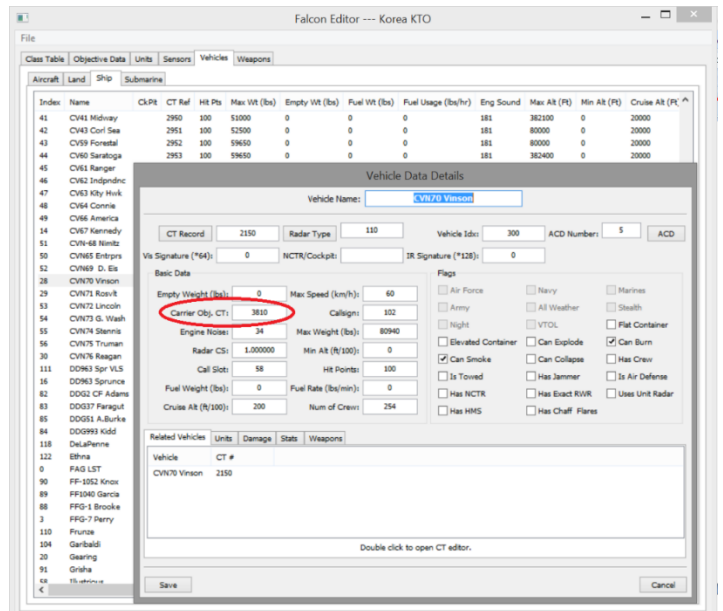 Falcon Editor --- Korea KTO
File
Class Table Objective Data Units Sensors Vehicles Weapons
Aircraft Land Ship Submarine
Index Name CkPit CT Ref Hit Pts Max Wt (lbs) Empty Wt (lbs) Fuel Wt (lbs) Fuel Usage (lbs/hr) Eng Sound Max Alt (Ft) Min Alt (Ft) Cruise Alt (Ft)
41 CV41 Midway 2950 100 51000 0 0 0 181 382100 0 20000
42 CV43 Corl Sea 2951 100 52500 0 0 0 181 80000 0 20000
43 CV59 Forestal 2952 100 59650 0 0 0 181 80000 0 20000
44 CV60 Saratoga 2953 100 59650 0 0 0 181 382400 0 20000
45 CV61 Ranger
46 CV62 Indpndnc
47 CV63 Kity Hwk
48 CV64 Connie
49 CV66 America
14 CV67 Kennedy
51 CVN-68 Nimitz
50 CVN65 Entrprs
52 CVN69 D. Eis
28 CVN70 Vinson
29 CVN71 Rosvlt
53 CVN72 Lincoln
54 CVN73 G. Wash
55 CVN74 Stennis
56 CVN75 Truman
30 CVN76 Reagan
111 DD963 Spr VLS
16 DD963 Sprunce
82 DDG2 CF Adams
83 DDG37 Faragut
85 DDG51 A.Burke
84 DDG993 Kidd
118 DeLaPenne
122 Ethna
0 FAG LST
90 FF-1052 Knox
89 FF1040 Garcia
88 FFG-1 Brooke
3 FFG-7 Perry
110 Frunze
104 Garibaldi
20 Gearing
91 Grisha
58 Illustrious
Vehicle Data Details
Vehicle Name: CVN70 Vinson
CT Record 2150 Radar Type 110 Vehicle Idx: 300 ACD Number: 5 ACD
Vis Signature (*64): 0 NCTR/Cockpit: IR Signature (*128): 0
Basic Data
Empty Weight (lbs): 0 Max Speed (km/h): 60
Carrier Obj. CT: 3810 Callsign: 102
Engine Noise: 34 Max Weight (lbs): 80940
Radar CS: 1.000000 Min Alt (ft/100): 0
Call Slot: 58 Hit Points: 100
Fuel Weight (lbs): 0 Fuel Rate (lbs/min): 0
Cruise Alt (ft/100): 200 Num of Crew: 254
Flags
Air Force Navy Marines
Army All Weather Stealth
Night VTOL Flat Container
Elevated Container Can Explode Can Burn
Can Smoke Can Collapse Has Crew
Is Towed Has Jammer Is Air Defense
Has NCTR Has Exact RWR Uses Unit Radar
Has HMS Has Chaff Flares
Related Vehicles Units Damage Stats Weapons
Vehicle CT #
CVN70 Vinson 2150
Double click to open CT editor.
Save Cancel